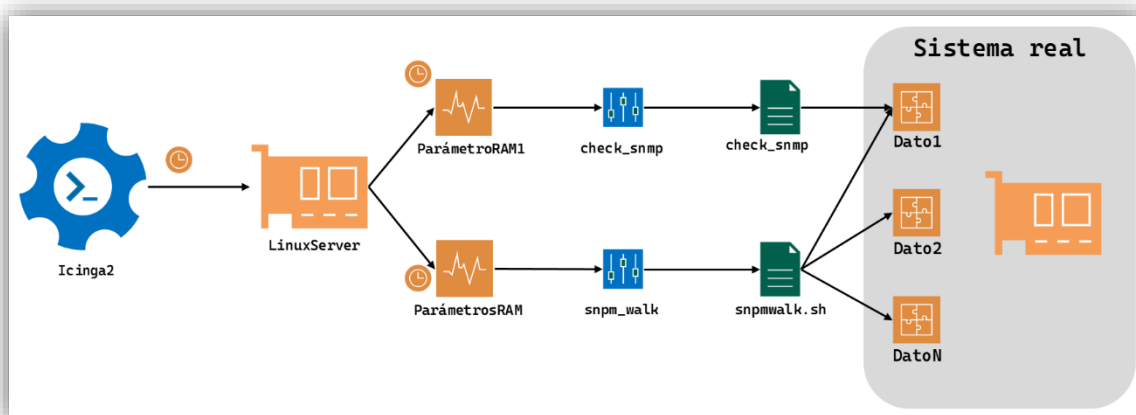 Sistema real
ParámetroRAM1
check_snmp
check_snmp
Dato1
Icinga2
LinuxServer
Dato2
ParámetrosRAM
snpm_walk
snpmwalk.sh
DatoN